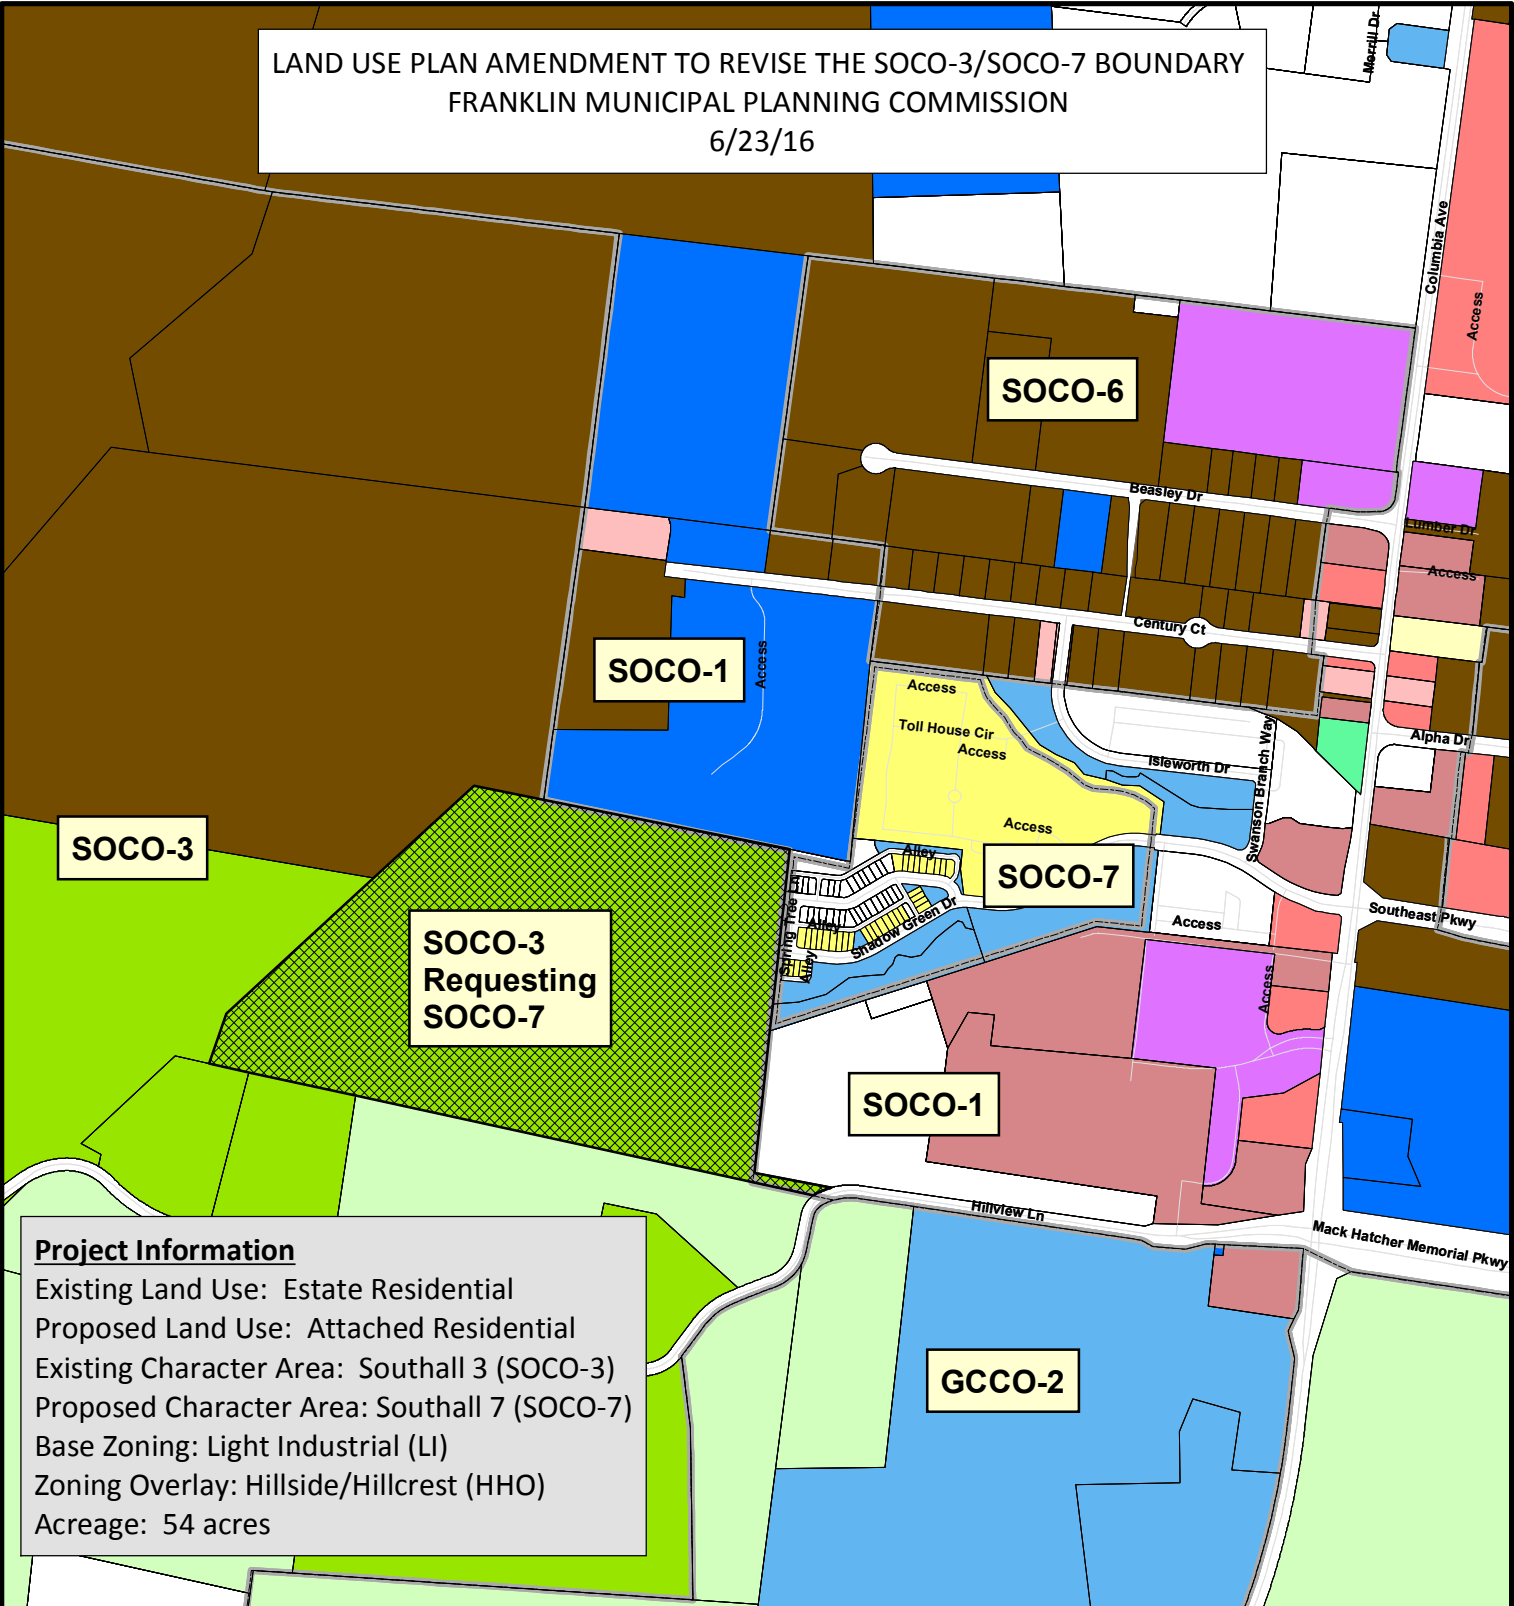 LAND USE PLAN AMENDMENT TO REVISE THE SOCO-3/SOCO-7 BOUNDARY
FRANKLIN MUNICIPAL PLANNING COMMISSION
6/23/16
Merrill Dr
Columbia Ave
Access
SOCO-6
Beasley Dr
Lumber Dr
Access
Century Ct
SOCO-1
Access
Access
Toll House Cir
Access
Isleworth Dr
Swanson Branch Way
Alpha Dr
Access
SOCO-3
Alley
SOCO-7
Spring Tree Ln
Alley
Shadow Green Dr
Alley
Access
Southeast Pkwy
SOCO-3
Requesting
SOCO-7
Access
SOCO-1
Hillview Ln
Mack Hatcher Memorial Pkwy
GCCO-2
Project Information
Existing Land Use: Estate Residential
Proposed Land Use: Attached Residential
Existing Character Area: Southall 3 (SOCO-3)
Proposed Character Area: Southall 7 (SOCO-7)
Base Zoning: Light Industrial (LI)
Zoning Overlay: Hillside/Hillcrest (HHO)
Acreage: 54 acres